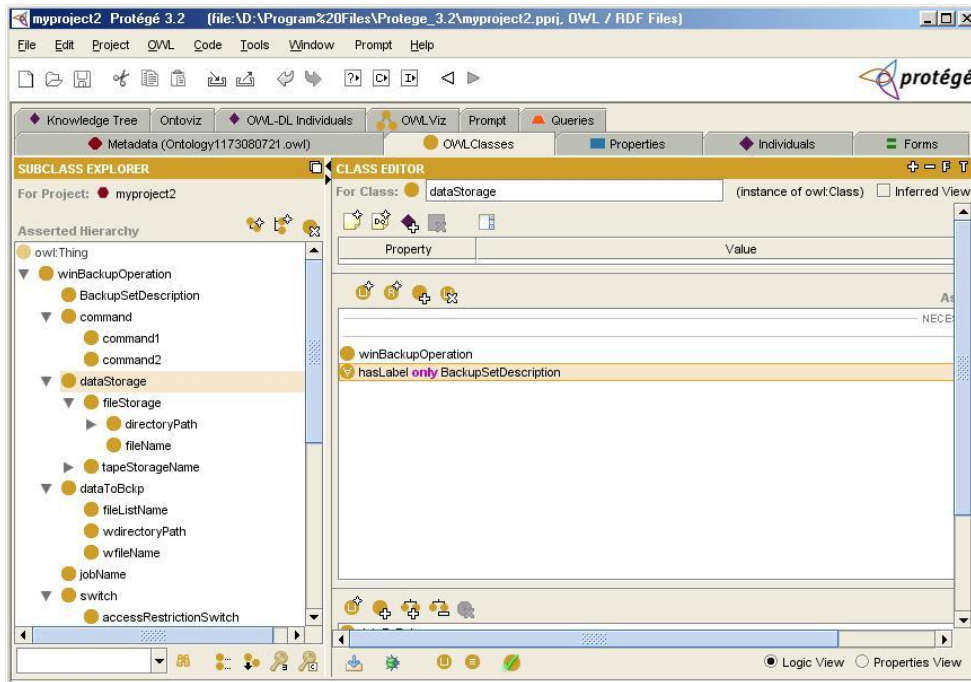 myproject2 Protégé 3.2 (file:\D:\Program%20Files\Protege_3.2\myproject2.pprj, OWL / RDF Files)
File Edit Project OWL Code Tools Window Prompt Help
protégé
Knowledge Tree Ontoviz OWL-DL Individuals OWLViz Prompt Queries
Metadata (Ontology1173080721.owl) OWLClasses Properties Individuals Forms
SUBCLASS EXPLORER CLASS EDITOR
For Project: myproject2 For Class: dataStorage (instance of owl:Class) Inferred View
Asserted Hierarchy
Property Value
owl:Thing
winBackupOperation
BackupSetDescription
As
command
NECES
command1
command2
winBackupOperation
dataStorage
hasLabel only BackupSetDescription
fileStorage
directoryPath
fileName
tapeStorageName
dataToBckp
fileListName
wdirectoryPath
wfileName
jobName
switch
accessRestrictionSwitch
Logic View Properties View